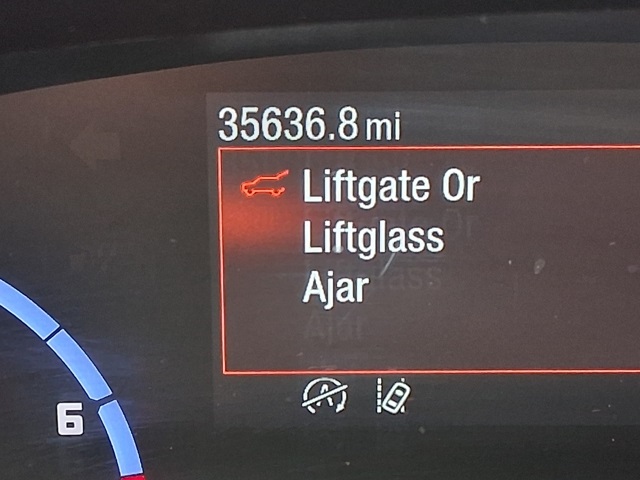 35636.8 mi
Liftgate Or
Liftglass
Ajar
A
6